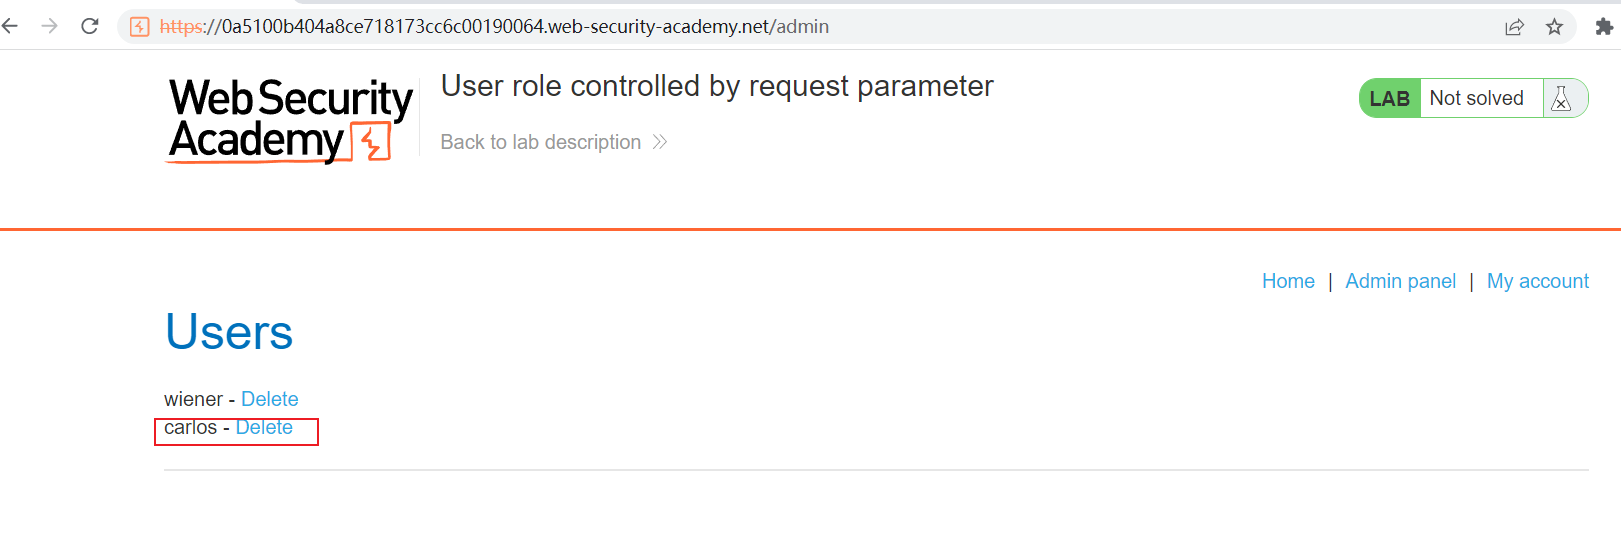 https://0a5100b404a8ce718173cc6c00190064.web-security-academy.net/admin
Web Security
Academy
User role controlled by request parameter
Back to lab description
LAB Not solved
Home | Admin panel | My account
Users
wiener - Delete
carlos - Delete